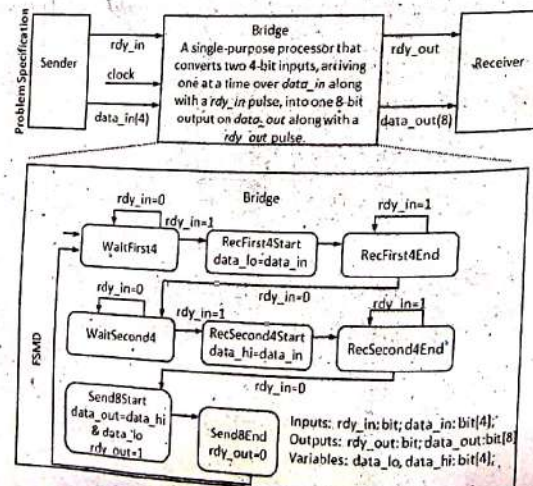 Problem Specification
Sender
rdy_in
clock
data_in(4)
Bridge
A single-purpose processor that
converts two 4-bit inputs, arriving
one at a time over data_in along
with a rdy_in pulse, into one 8-bit
output on data_out along with a
rdy_out pulse.
rdy_out
data_out(8)
Receiver
Bridge
FSMD
rdy_in=0
rdy_in=1
WaitFirst4
RecFirst4Start
data_lo=data_in
rdy_in=1
RecFirst4End
rdy_in=0
rdy_in=0
rdy_in=1
WaitSecond4
RecSecond4Start
data_hi=data_in
rdy_in=1
RecSecond4End
rdy_in=0
Send8Start
data_out=data_hi
& data_lo
rdy_out=1
Send8End
rdy_out=0
Inputs: rdy_in: bit; data_in: bit[4];
Outputs: rdy_out: bit; data_out:bit[8]
Variables: data_lo, data_hi: bit[4];